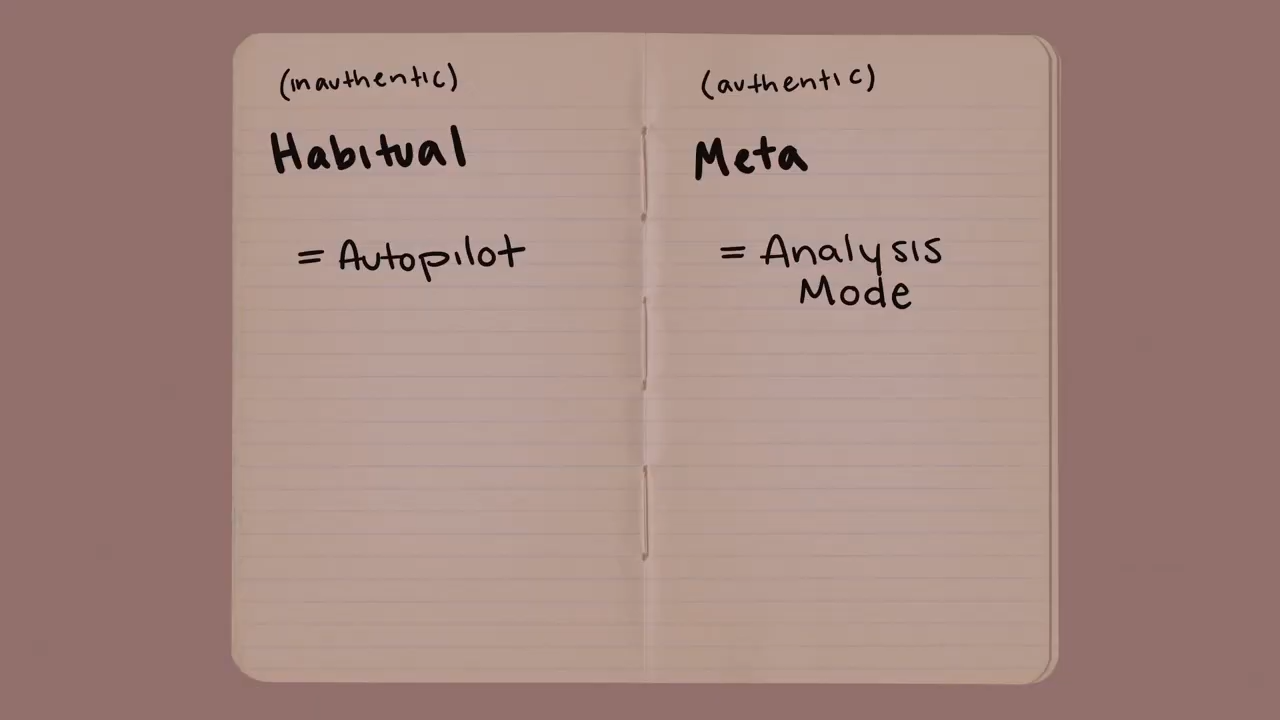 (inauthentic)
Habitual
= Autopilot
(authentic)
Meta
= Analysis
Mode